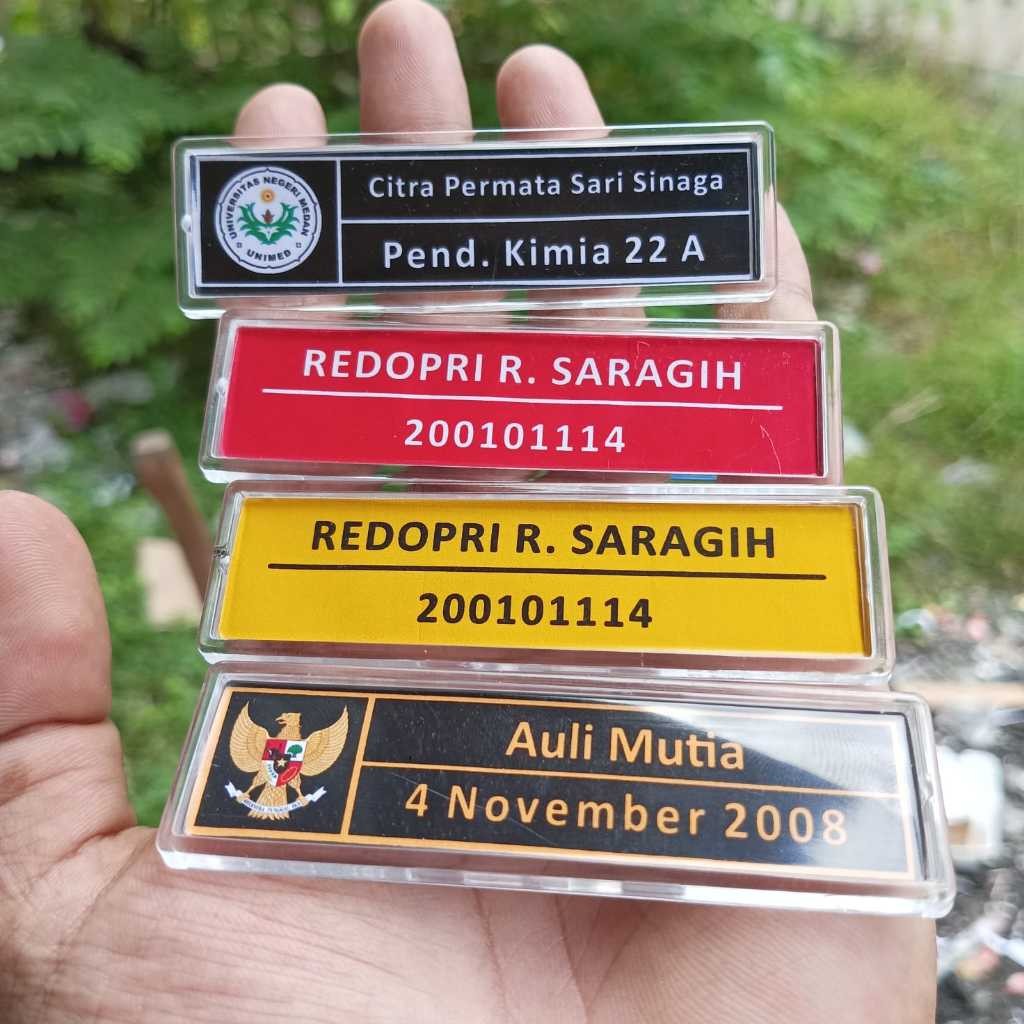 UNIVERSITAS NEGERI MEDAN
UNIMED
Citra Permata Sari Sinaga
Pend. Kimia 22 A
REDOPRI R. SARAGIH
200101114
REDOPRI R. SARAGIH
200101114
Auli Mutia
4 November 2008